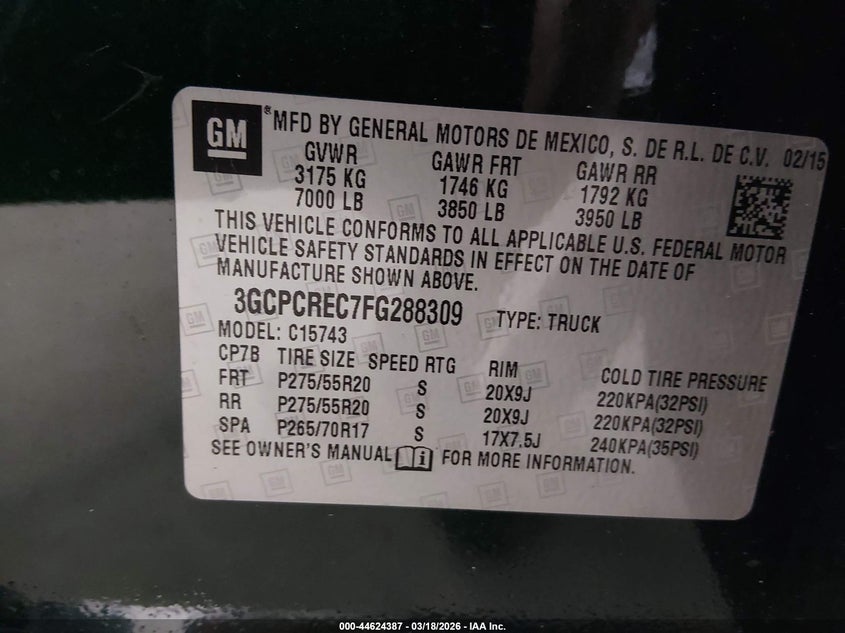 GM ® MFD BY GENERAL MOTORS DE MEXICO, S. DE R.L. DE C.V. 02/15
GVWR GAWR FRT GAWR RR
3175 KG 1746 KG 1792 KG
7000 LB 3850 LB 3950 LB
THIS VEHICLE CONFORMS TO ALL APPLICABLE U.S. FEDERAL MOTOR
VEHICLE SAFETY STANDARDS IN EFFECT ON THE DATE OF
MANUFACTURE SHOWN ABOVE.
3GCPCREC7FG288309 TYPE: TRUCK
MODEL: C15743
CP7B TIRE SIZE SPEED RTG RIM COLD TIRE PRESSURE
FRT P275/55R20 S 20X9J 220KPA(32PSI)
RR P275/55R20 S 20X9J 220KPA(32PSI)
SPA P265/70R17 S 17X7.5J 240KPA(35PSI)
SEE OWNER'S MANUAL FOR MORE INFORMATION.
000-44624387 - 03/18/2026 - IAA Inc.